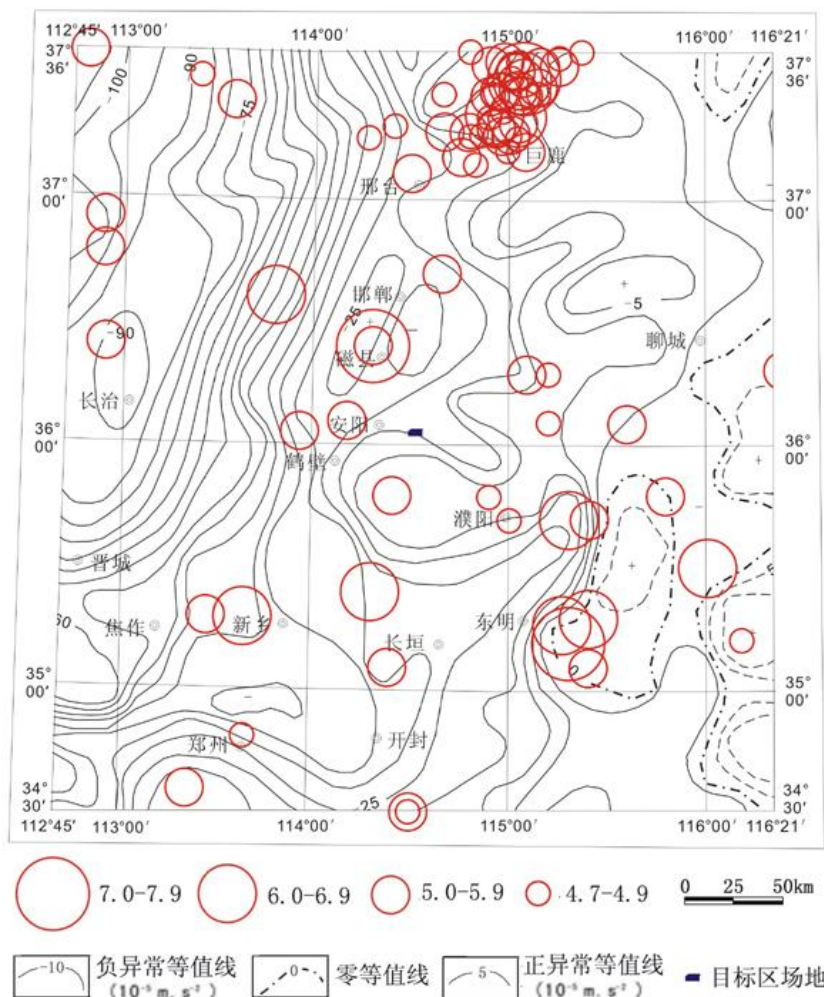 112°45′ 113°00′ 114°00′ 115°00′ 116°00′ 116°21′
37°
36′
37°
36′
-100
-90
-75
巨鹿
37°
00′
邢台
37°
00′
邯郸
-25
-5
-90
磁县
聊城
长治
安阳
36°
00′
36°
00′
鹤壁
濮阳
晋城
60
焦作
新乡
东明
长垣
0
35°
00′
35°
00′
郑州
开封
34°
30′
-25
34°
30′
112°45′ 113°00′ 114°00′ 115°00′ 116°00′ 116°21′
7.0-7.9 6.0-6.9 5.0-5.9 4.7-4.9 0 25 50km
-10 负异常等值线 0 零等值线 5 正异常等值线 目标区场地
(10⁻⁵ m.s⁻²) (10⁻⁵ m.s⁻²)